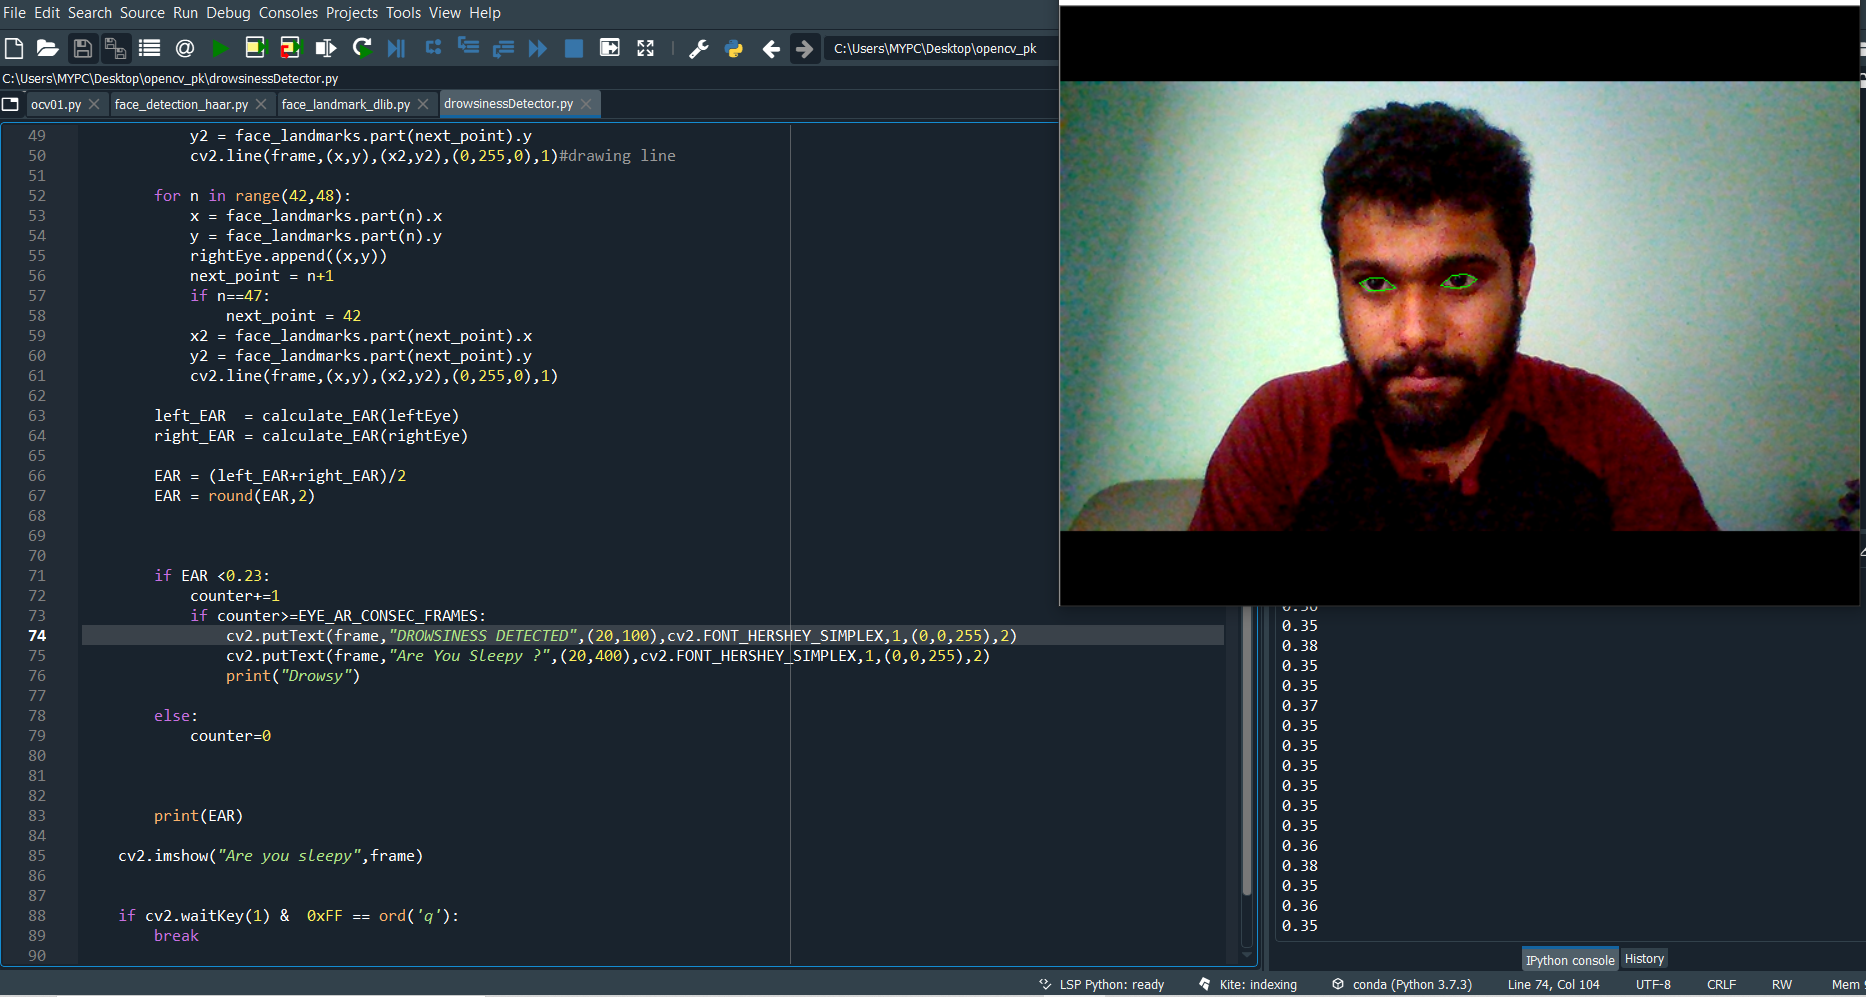 File Edit Search Source Run Debug Consoles Projects Tools View Help
C:\Users\MYPC\Desktop\opencv_pk
C:\Users\MYPC\Desktop\opencv_pk\drowsinessDetector.py
ocv01.py face_detection_haar.py face_landmark_dlib.py drowsinessDetector.py
49 y2 = face_landmarks.part(next_point).y
50 cv2.line(frame,(x,y),(x2,y2),(0,255,0),1)#drawing line
51
52 for n in range(42,48):
53 x = face_landmarks.part(n).x
54 y = face_landmarks.part(n).y
55 rightEye.append((x,y))
56 next_point = n+1
57 if n==47:
58 next_point = 42
59 x2 = face_landmarks.part(next_point).x
60 y2 = face_landmarks.part(next_point).y
61 cv2.line(frame,(x,y),(x2,y2),(0,255,0),1)
62
63 left_EAR  = calculate_EAR(leftEye)
64 right_EAR = calculate_EAR(rightEye)
65
66 EAR = (left_EAR+right_EAR)/2
67 EAR = round(EAR,2)
68
69
70
71 if EAR <0.23:
72 counter+=1
73 if counter>=EYE_AR_CONSEC_FRAMES:
74 cv2.putText(frame,"DROWSINESS DETECTED",(20,100),cv2.FONT_HERSHEY_SIMPLEX,1,(0,0,255),2)
75 cv2.putText(frame,"Are You Sleepy ?",(20,400),cv2.FONT_HERSHEY_SIMPLEX,1,(0,0,255),2)
76 print("Drowsy")
77
78 else:
79 counter=0
80
81
82
83 print(EAR)
84
85 cv2.imshow("Are you sleepy",frame)
86
87
88 if cv2.waitKey(1) &  0xFF == ord('q'):
89 break
90
0.35
0.38
0.35
0.35
0.37
0.35
0.35
0.35
0.35
0.35
0.35
0.36
0.38
0.35
0.36
0.35
IPython console History
LSP Python: ready Kite: indexing conda (Python 3.7.3) Line 74, Col 104 UTF-8 CRLF RW Mem